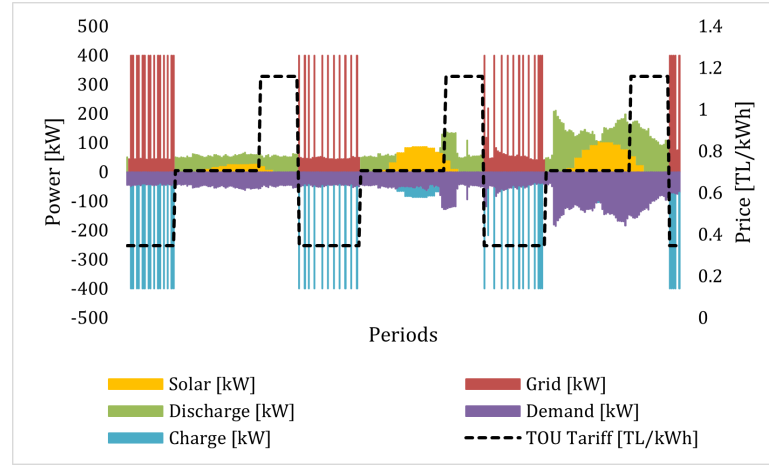 500
400
300
200
100
0
-100
-200
-300
-400
-500
Power [kW]
1.4
1.2
1
0.8
0.6
0.4
0.2
0
Price [TL/kWh]
Periods
Solar [kW]
Grid [kW]
Discharge [kW]
Demand [kW]
Charge [kW]
TOU Tariff [TL/kWh]